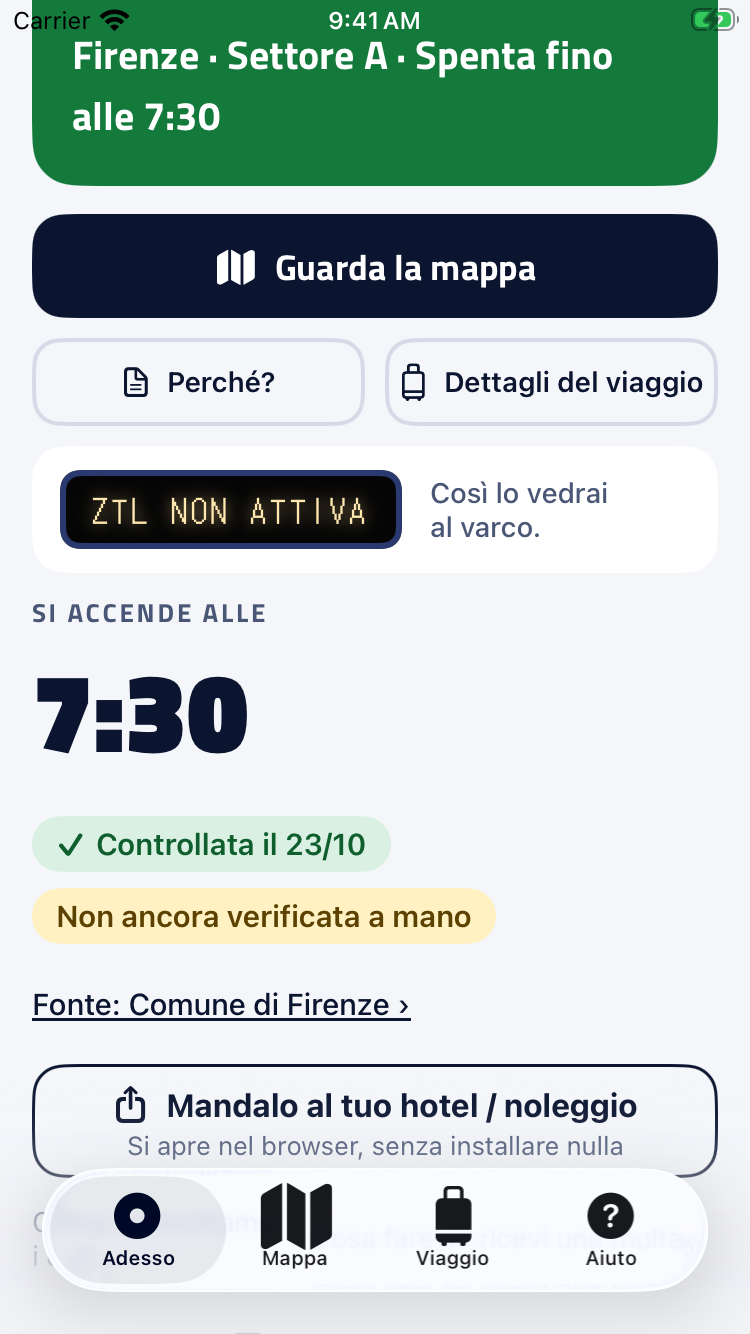 Carrier 9:41 AM
Firenze · Settore A · Spenta fino
alle 7:30
Guarda la mappa
Perché?
Dettagli del viaggio
ZTL NON ATTIVA
Così lo vedrai
al varco.
SI ACCENDE ALLE
7:30
Controllata il 23/10
Non ancora verificata a mano
Fonte: Comune di Firenze ›
Mandalo al tuo hotel / noleggio
Si apre nel browser, senza installare nulla
Adesso
Mappa
Viaggio
Aiuto